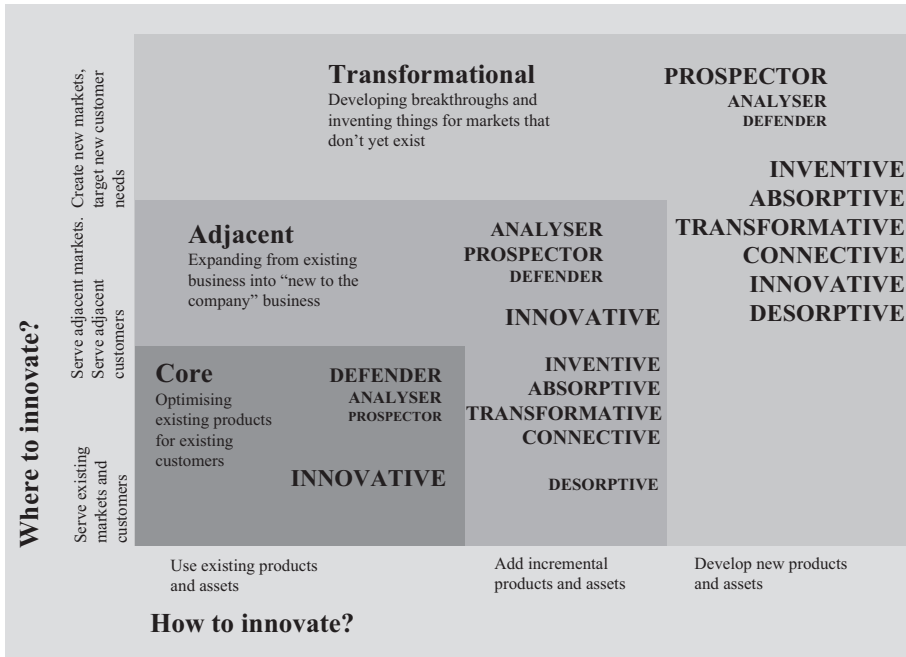 Where to innovate?
Create new markets,
target new customer
needs
Serve adjacent markets.
Serve adjacent
customers
Serve existing
markets and
customers
Transformational
Developing breakthroughs and
inventing things for markets that
don’t yet exist
PROSPECTOR
ANALYSER
DEFENDER
INVENTIVE
ABSORPTIVE
TRANSFORMATIVE
CONNECTIVE
INNOVATIVE
DESORPTIVE
Adjacent
Expanding from existing
business into “new to the
company” business
ANALYSER
PROSPECTOR
DEFENDER
INNOVATIVE
INVENTIVE
ABSORPTIVE
TRANSFORMATIVE
CONNECTIVE
DESORPTIVE
Core
Optimising
existing products
for existing
customers
DEFENDER
ANALYSER
PROSPECTOR
INNOVATIVE
Use existing products
and assets
Add incremental
products and assets
Develop new products
and assets
How to innovate?